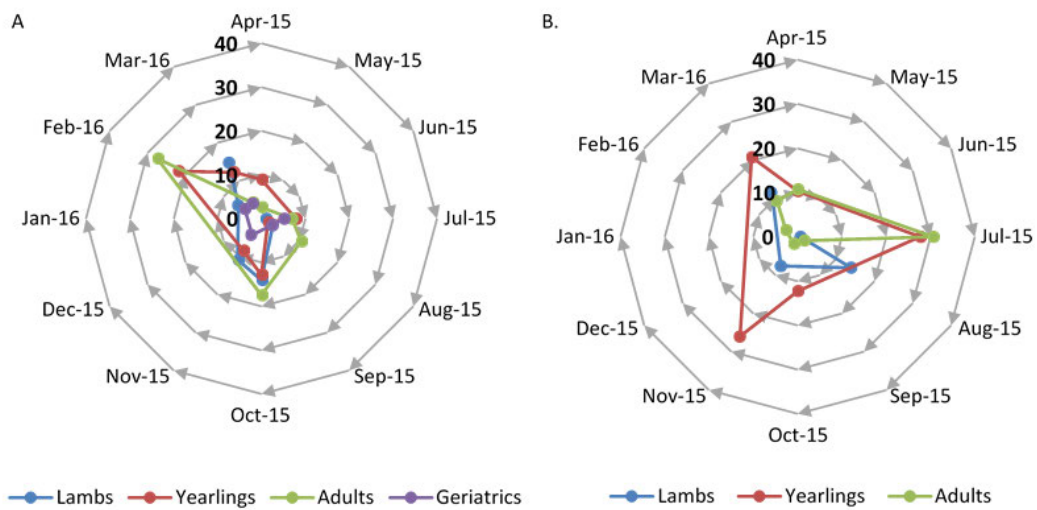 A
Apr-15
40
Mar-16
May-15
30
Feb-16
20
Jun-15
10
Jan-16
0
Jul-15
Dec-15
Aug-15
Nov-15
Sep-15
Oct-15
Lambs Yearlings Adults Geriatrics
B.
Apr-15
40
Mar-16
May-15
30
Feb-16
20
Jun-15
10
Jan-16
0
Jul-15
Dec-15
Aug-15
Nov-15
Sep-15
Oct-15
Lambs Yearlings Adults